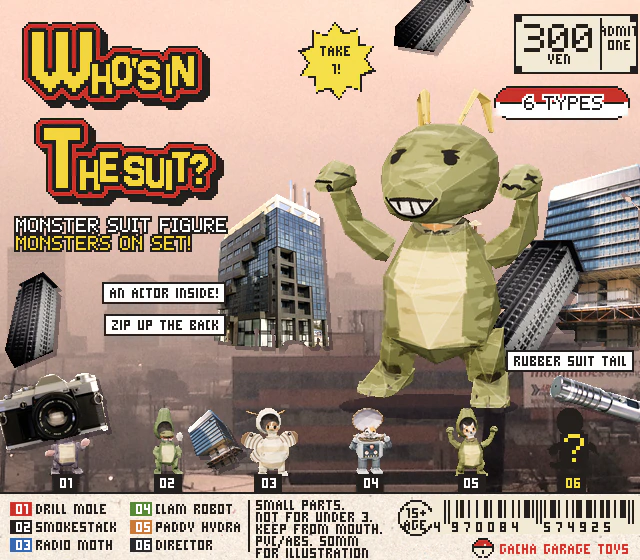 WHO'S IN
THE SUIT?
MONSTER SUIT FIGURE
MONSTERS ON SET!
TAKE
1!
300
YEN
ADMIT
ONE
6 TYPES
AN ACTOR INSIDE!
ZIP UP THE BACK
RUBBER SUIT TAIL
01
02
03
04
05
?
06
01 DRILL MOLE
02 SMOKESTACK
03 RADIO MOTH
04 CLAM ROBOT
05 PADDY HYDRA
06 DIRECTOR
SMALL PARTS.
NOT FOR UNDER 3.
KEEP FROM MOUTH.
PVC/ABS. 50MM
FOR ILLUSTRATION
15+
AGE
4 970084 574925
GACHA GARAGE TOYS